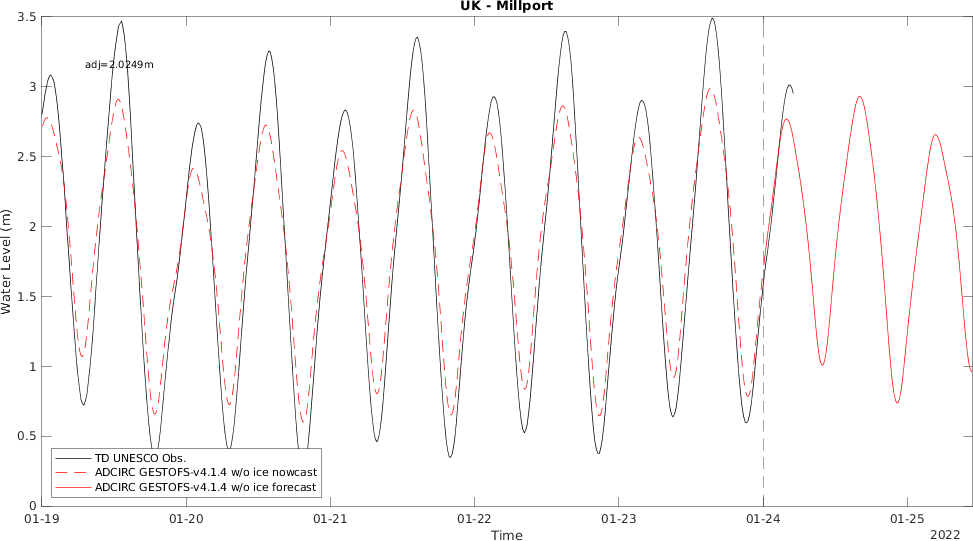 UK - Millport
adj=2.0249m
3.5
3
2.5
2
1.5
1
0.5
0
Water Level (m)
TD UNESCO Obs.
ADCIRC GESTOFS-v4.1.4 w/o ice nowcast
ADCIRC GESTOFS-v4.1.4 w/o ice forecast
01-19
01-20
01-21
01-22
01-23
01-24
01-25
Time
2022